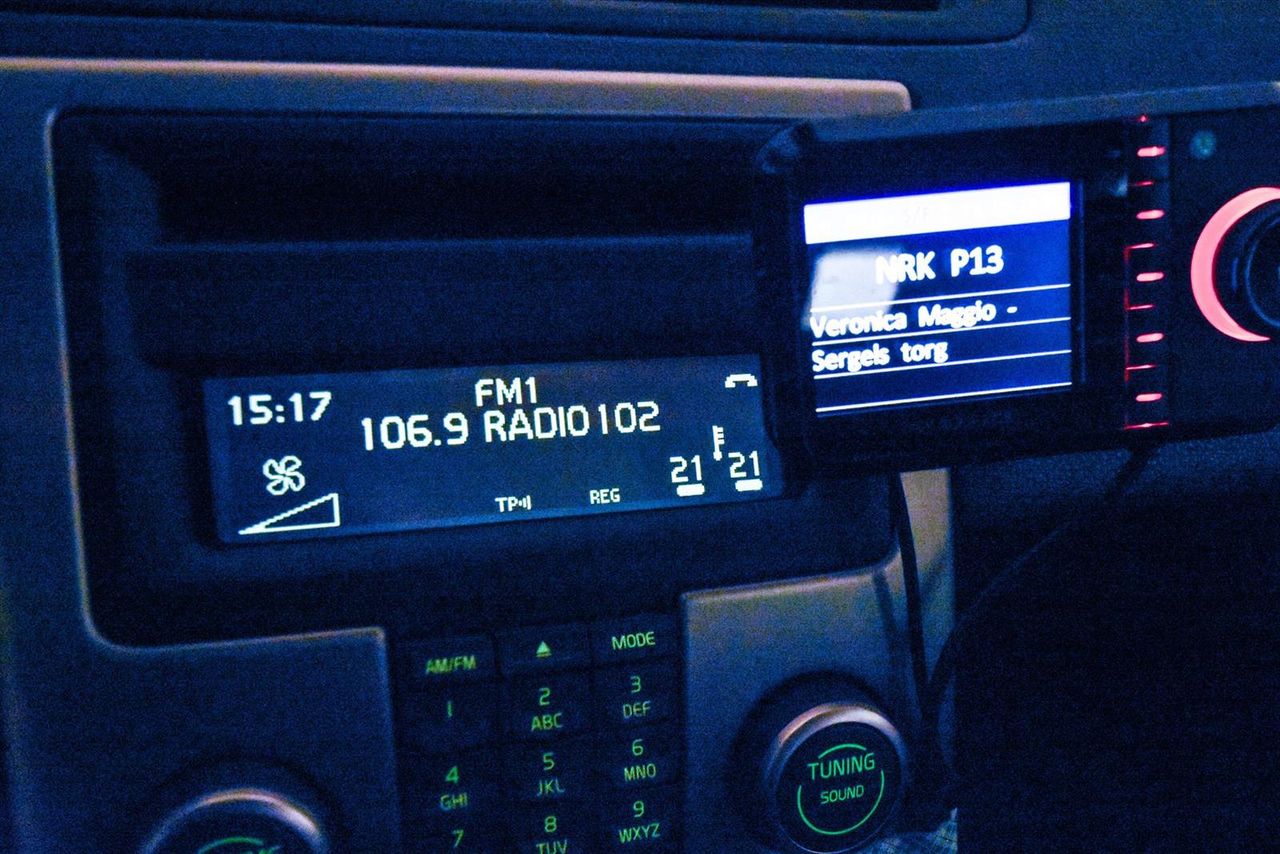 NRK P13
Veronica Maggio -
Sergels torg
15:17
FM1
106.9 RADIO102
21 21
TP
REG
AM/FM
MODE
1
2
ABC
3
DEF
4
GHI
5
JKL
6
MNO
7
8
TUV
9
WXYZ
TUNING
SOUND